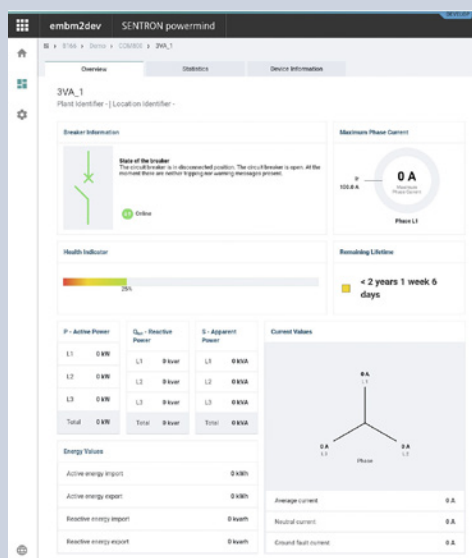 embm2dev SENTRON powermind
3VA_1
Overview Statistics Device Information
3VA_1
Plant Identifier - | Location Identifier -
Breaker Information
State of the breaker
The circuit breaker is in disconnected position. The circuit breaker is open. At the
moment there are neither tripping nor warning messages present.
Online
Maximum Phase Current
0 A
Maximum
Phase Current
100.0 A
Phase L1
Health Indicator
25%
Remaining Lifetime
< 2 years 1 week 6
days
P - Active Power
L1 0 kW
L2 0 kW
L3 0 kW
Total 0 kW
- Reactive
Power
L1 0 kvar
L2 0 kvar
L3 0 kvar
Total 0 kvar
S - Apparent
Power
L1 0 kVA
L2 0 kVA
L3 0 kVA
Total 0 kVA
Current Values
0 A
L1
0 A
L3
0 A
L2
Phase
Average current 0 A
Neutral current 0 A
Ground fault current 0 A
Energy Values
Active energy import 0 kWh
Active energy export 0 kWh
Reactive energy import 0 kvarh
Reactive energy export 0 kvarh